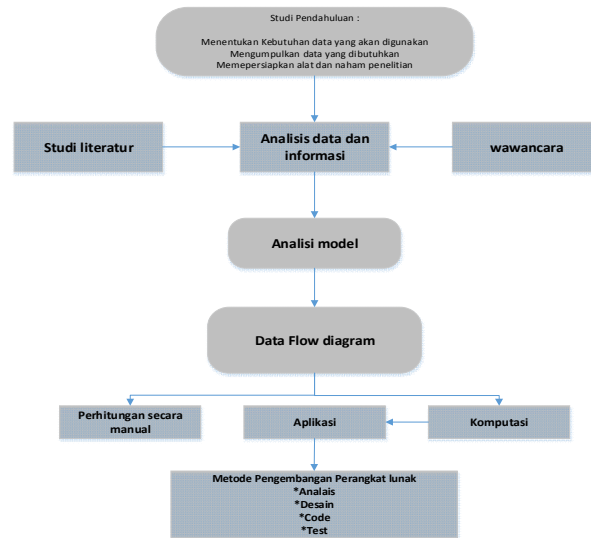 Studi Pendahuluan :
Menentukan Kebutuhan data yang akan digunakan
Mengumpulkan data yang dibutuhkan
Memepersiapkan alat dan naham penelitian
Studi literatur
Analisis data dan
informasi
wawancara
Analisi model
Data Flow diagram
Perhitungan secara
manual
Aplikasi
Komputasi
Metode Pengembangan Perangkat lunak
*Analais
*Desain
*Code
*Test